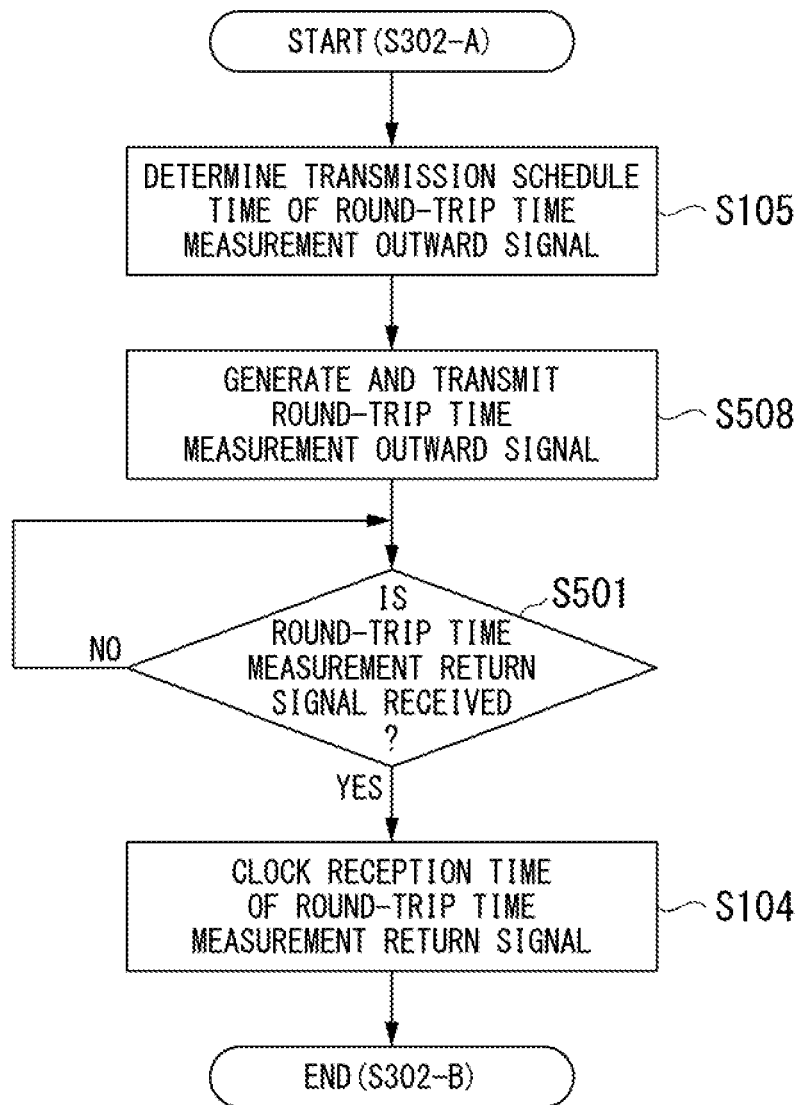 START(S302-A)
DETERMINE TRANSMISSION SCHEDULE
TIME OF ROUND-TRIP TIME
MEASUREMENT OUTWARD SIGNAL
S105
GENERATE AND TRANSMIT
ROUND-TRIP TIME
MEASUREMENT OUTWARD SIGNAL
S508
S501
IS
ROUND-TRIP TIME
MEASUREMENT RETURN
SIGNAL RECEIVED
?
NO
YES
CLOCK RECEPTION TIME
OF ROUND-TRIP TIME
MEASUREMENT RETURN SIGNAL
S104
END(S302-B)